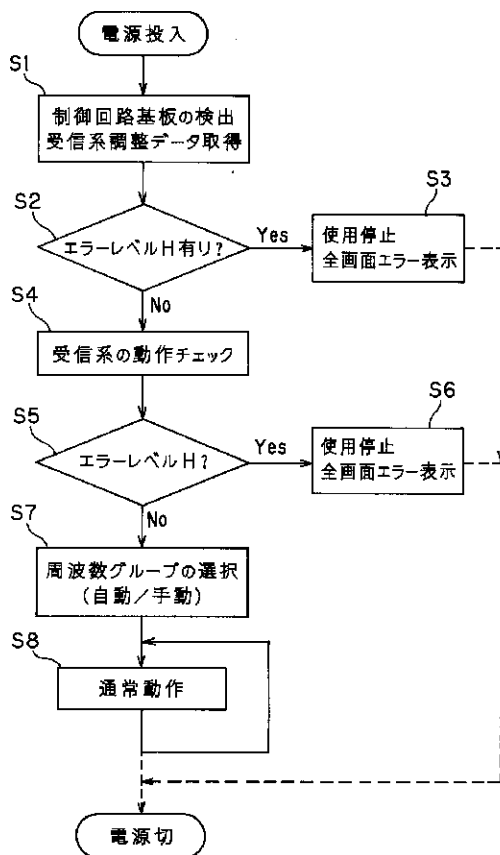 電源投入
S1
制御回路基板の検出
受信系調整データ取得
S2
エラーレベルH有り?
Yes
S3
使用停止
全画面エラー表示
No
S4
受信系の動作チェック
S5
エラーレベルH?
Yes
S6
使用停止
全画面エラー表示
No
S7
周波数グループの選択
(自動/手動)
S8
通常動作
電源切